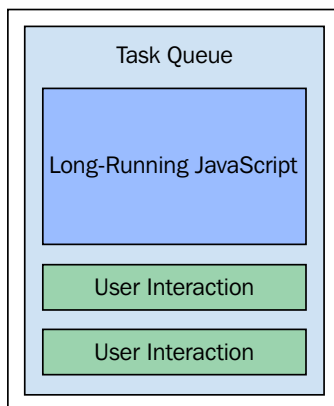 Task Queue
Long-Running JavaScript
User Interaction
User Interaction